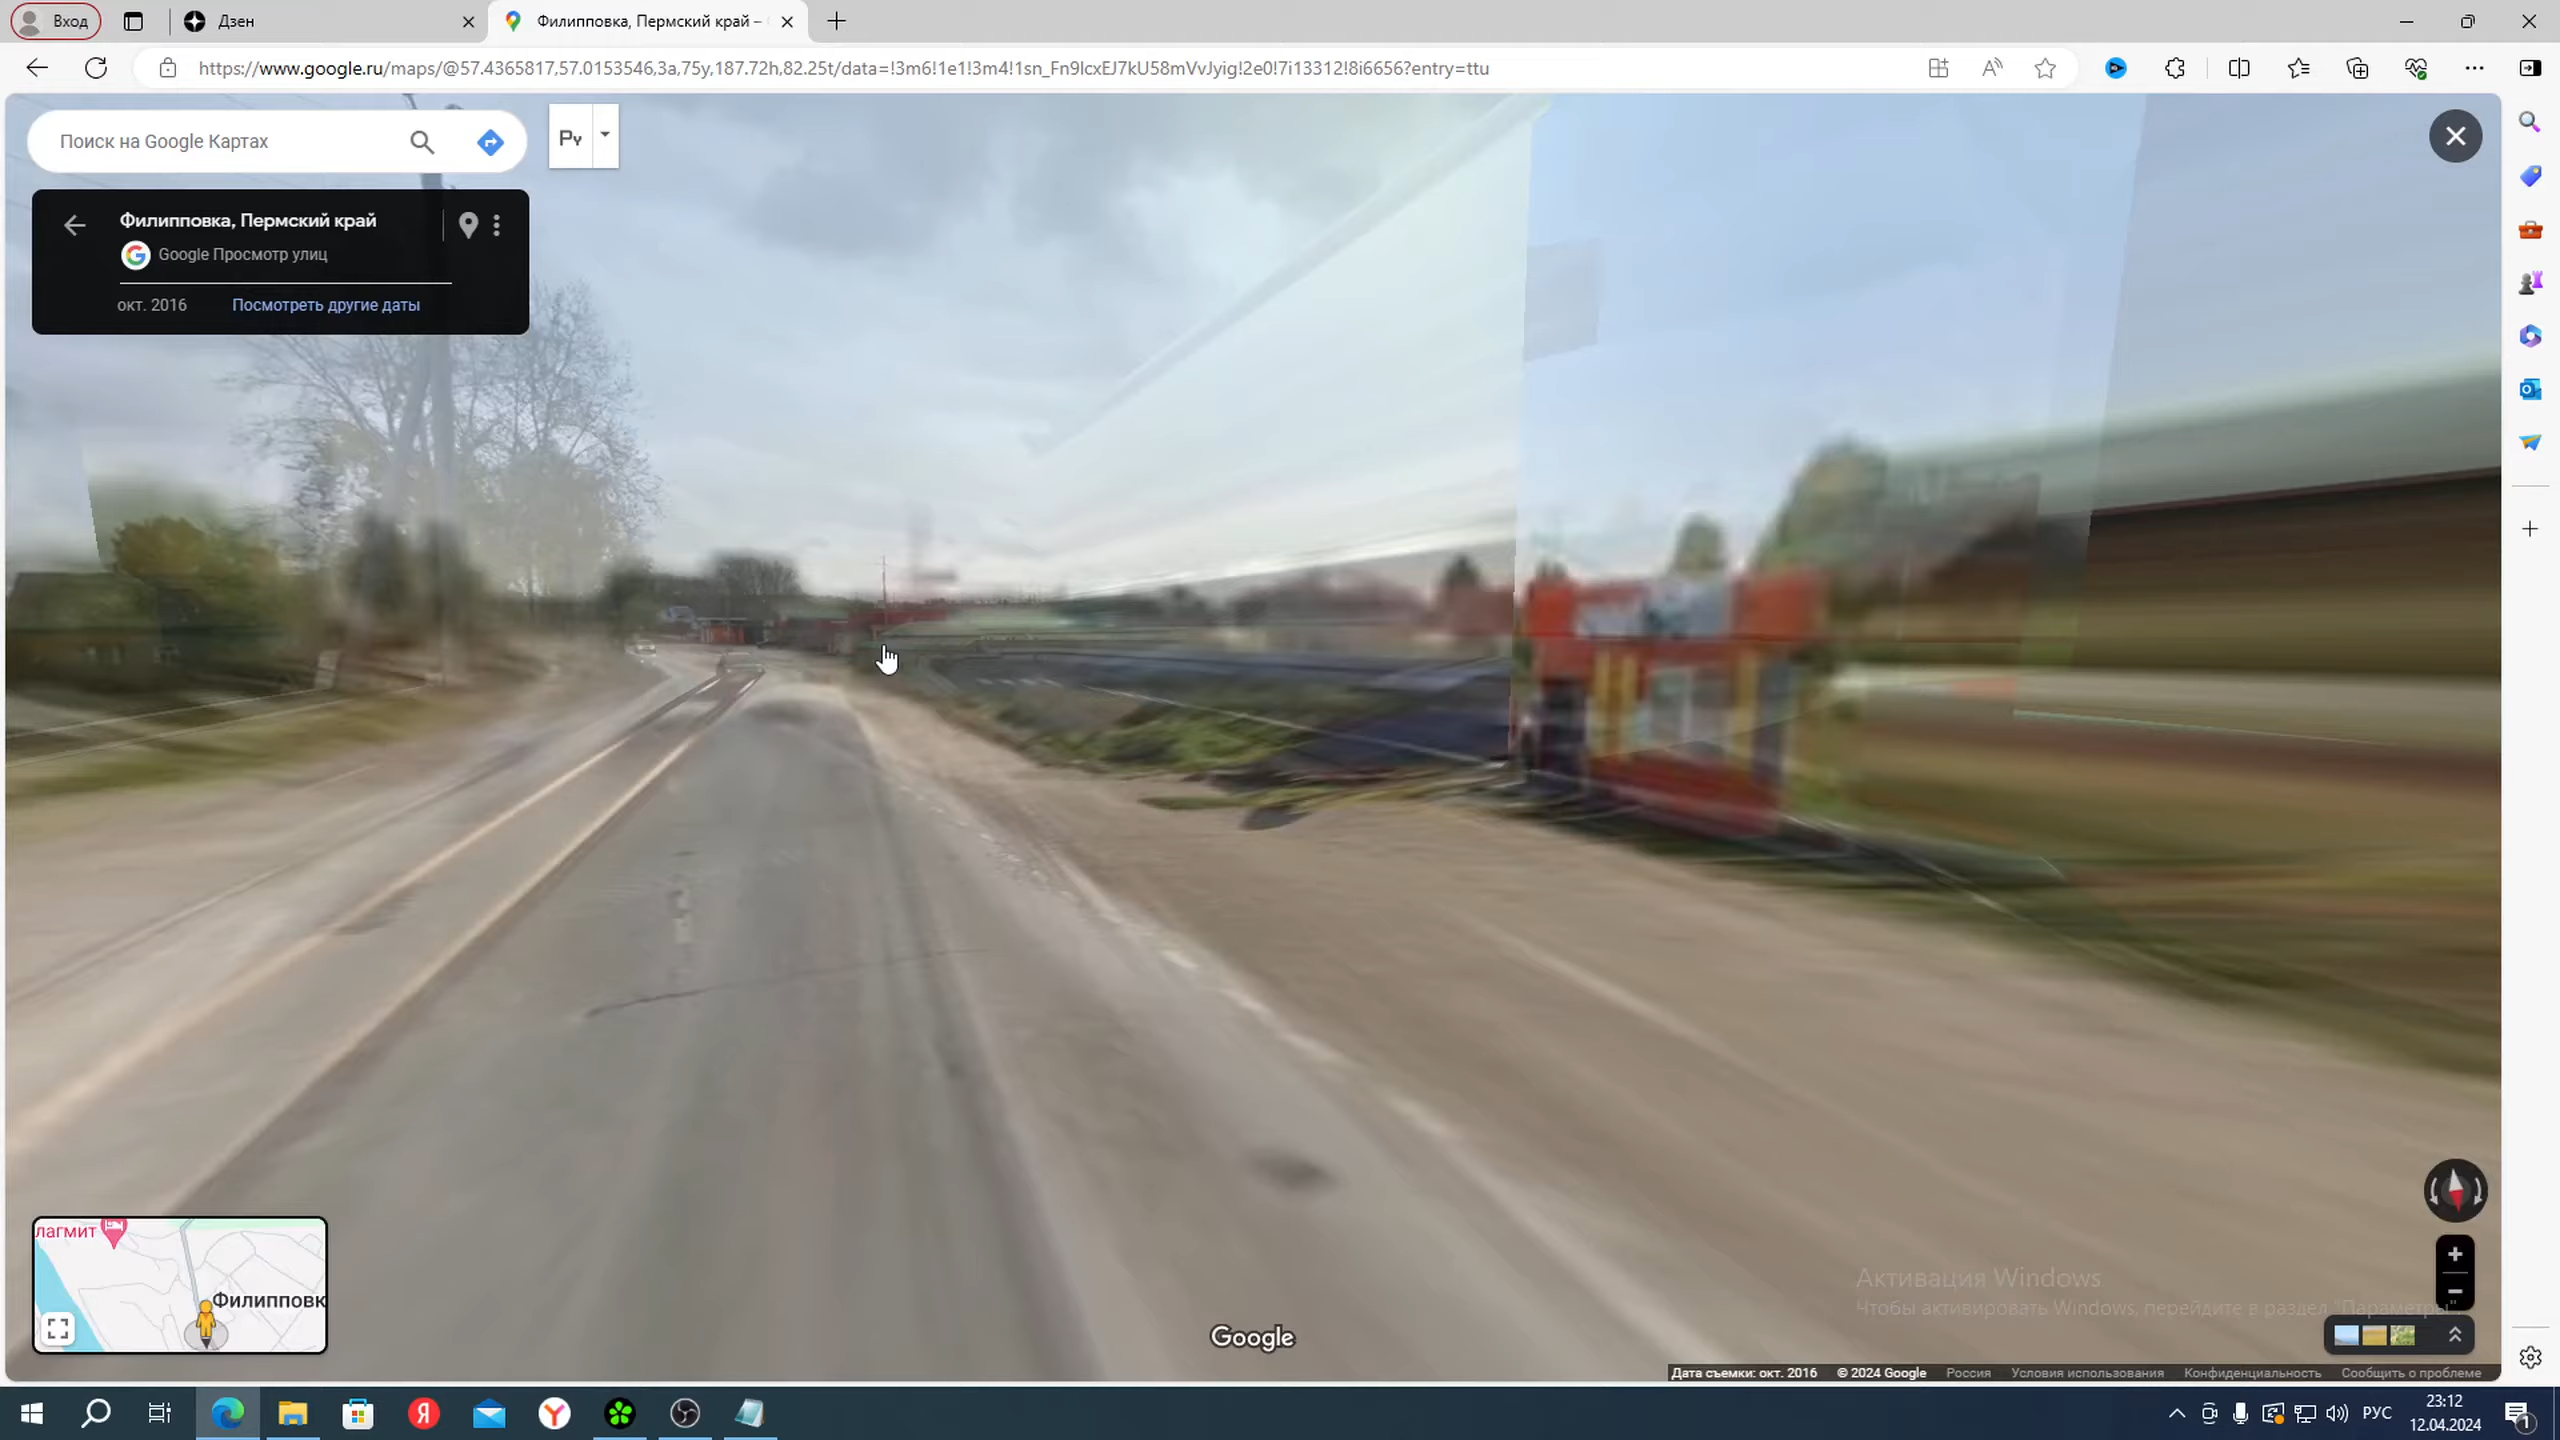 Вход
Дзен
Филипповка, Пермский край –
https://www.google.ru/maps/@57.4365817,57.0153546,3a,75y,187.72h,82.25t/data=!3m6!1e1!3m4!1sn_Fn9lcxEJ7kU58mVvJyig!2e0!7i13312!8i6656?entry=ttu
Поиск на Google Картах
Ру
Филипповка, Пермский край
Google Просмотр улиц
окт. 2016
Посмотреть другие даты
лагмит
Филипповк
Google
Активация Windows
Чтобы активировать Windows, перейдите в раздел "Параметры".
Дата съемки: окт. 2016 © 2024 Google Россия Условия использования Конфиденциальность Сообщить о проблеме
РУС
23:12
12.04.2024
1